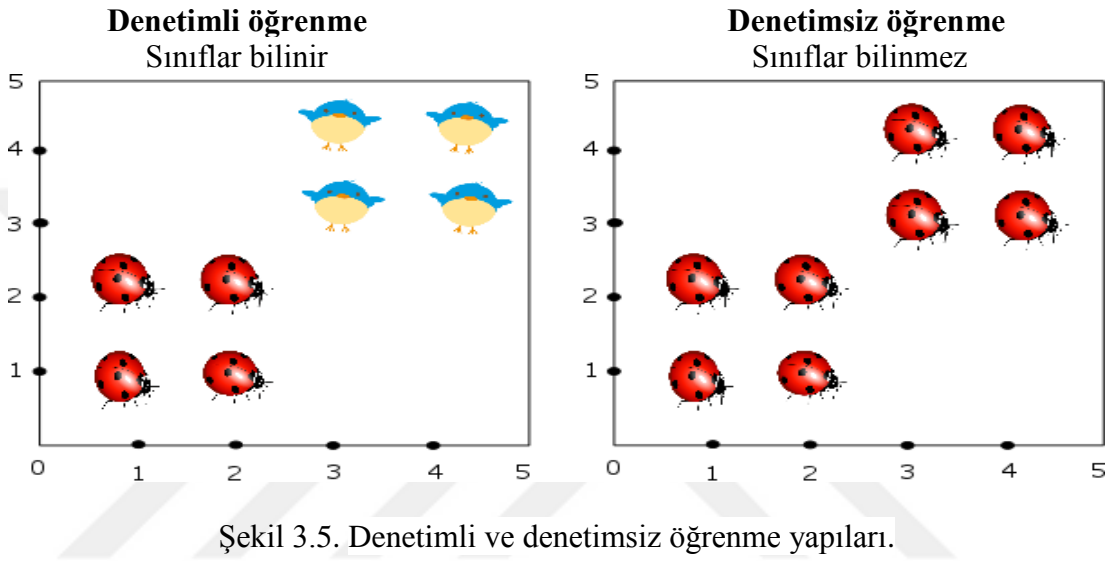 Denetimli öğrenme
Sınıflar bilinir
5
4
3
2
1
0 1 2 3 4 5
Denetimsiz öğrenme
Sınıflar bilinmez
5
4
3
2
1
0 1 2 3 4 5
Şekil 3.5. Denetimli ve denetimsiz öğrenme yapıları.